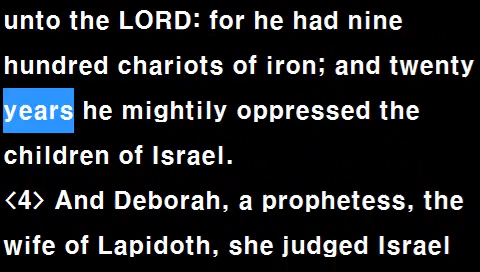 unto the LORD: for he had nine
hundred chariots of iron; and twenty
years he mightily oppressed the
children of Israel.
<4> And Deborah, a prophetess, the
wife of Lapidoth, she judged Israel